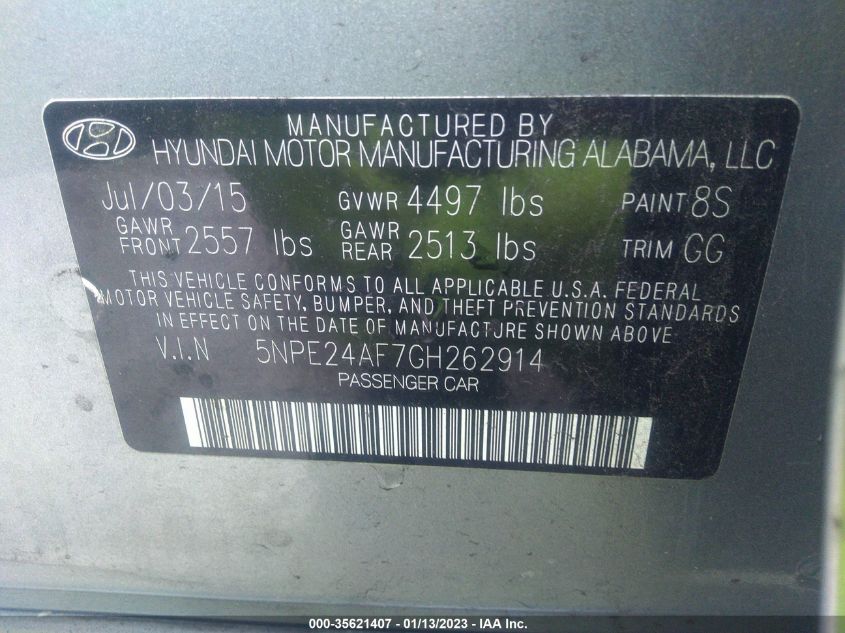 MANUFACTURED BY
HYUNDAI MOTOR MANUFACTURING ALABAMA, LLC
Jul/03/15 GVWR 4497 lbs PAINT 8S
GAWR FRONT 2557 lbs GAWR REAR 2513 lbs TRIM GG
THIS VEHICLE CONFORMS TO ALL APPLICABLE U.S.A. FEDERAL
MOTOR VEHICLE SAFETY, BUMPER, AND THEFT PREVENTION STANDARDS
IN EFFECT ON THE DATE OF MANUFACTURE SHOWN ABOVE
V.I.N 5NPE24AF7GH262914
PASSENGER CAR
000-35621407 - 01/13/2023 - IAA Inc.